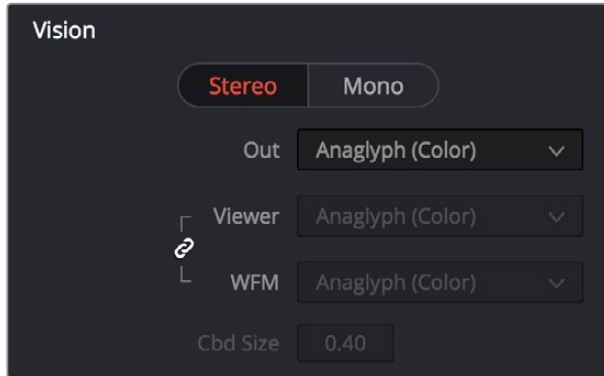 Vision
Stereo Mono
Out Anaglyph (Color)
Viewer Anaglyph (Color)
WFM Anaglyph (Color)
Cbd Size 0.40